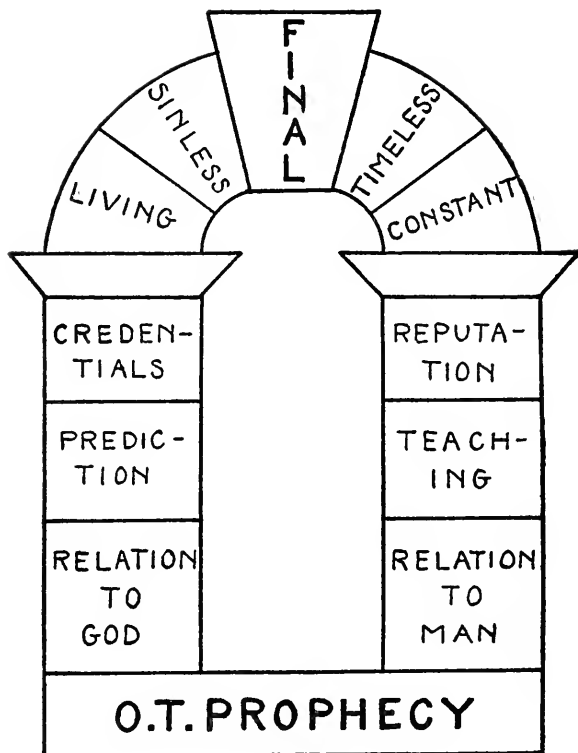 FINAL
SINLESS
TIMELESS
LIVING
CONSTANT
CREDEN-
TIALS
REPUTA-
TION
PREDIC-
TION
TEACH-
ING
RELATION
TO
GOD
RELATION
TO
MAN
O.T. PROPHECY